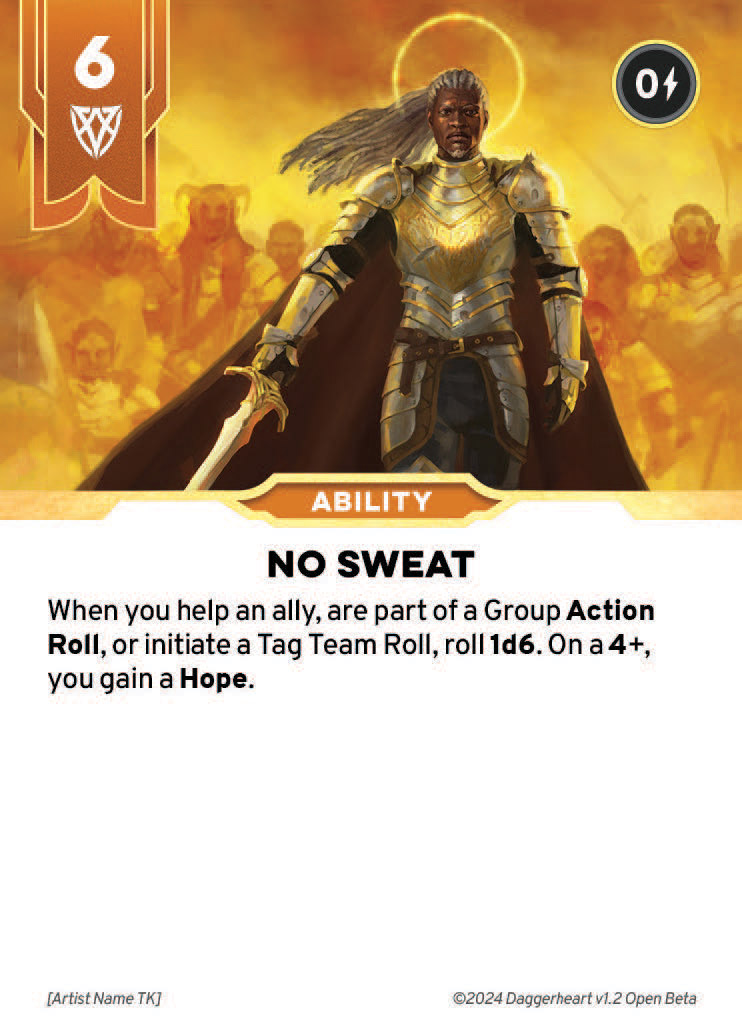 6
0
ABILITY
NO SWEAT
When you help an ally, are part of a Group Action
Roll, or initiate a Tag Team Roll, roll 1d6. On a 4+,
you gain a Hope.
[Artist Name TK]
©2024 Daggerheart v1.2 Open Beta